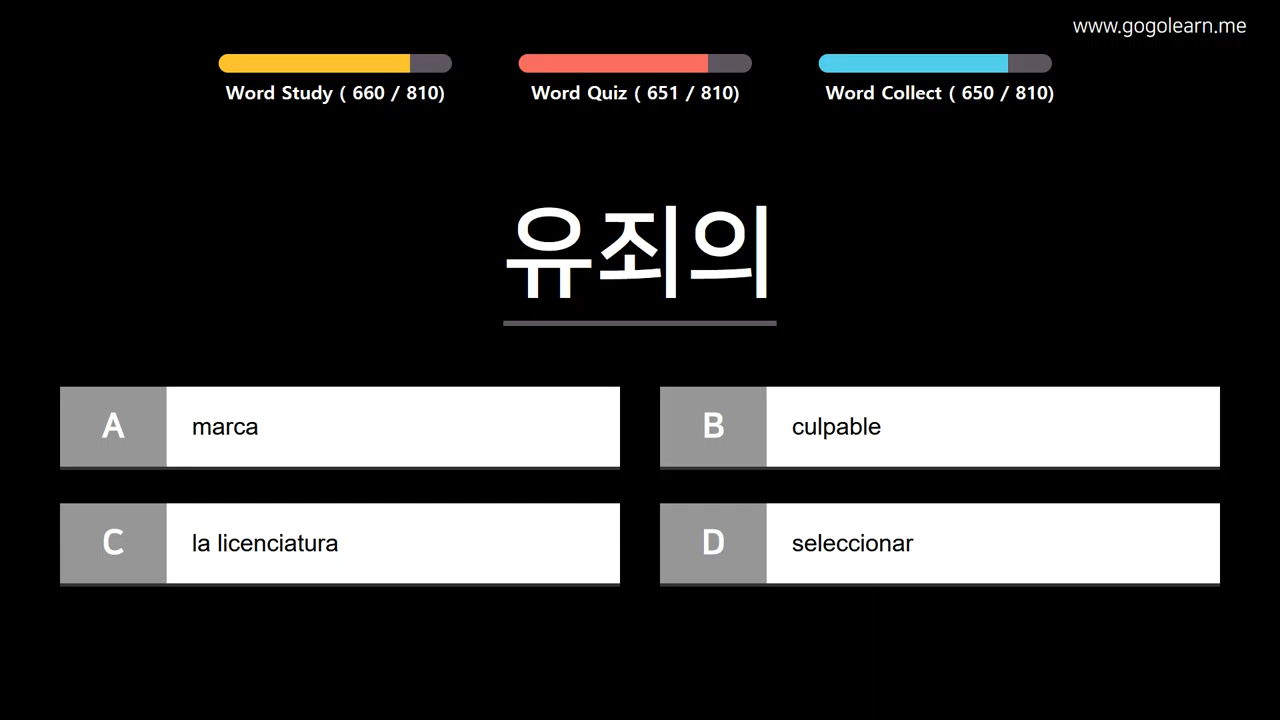 www.gogolearn.me
Word Study ( 660 / 810)
Word Quiz ( 651 / 810)
Word Collect ( 650 / 810)
유죄의
A marca
B culpable
C la licenciatura
D seleccionar